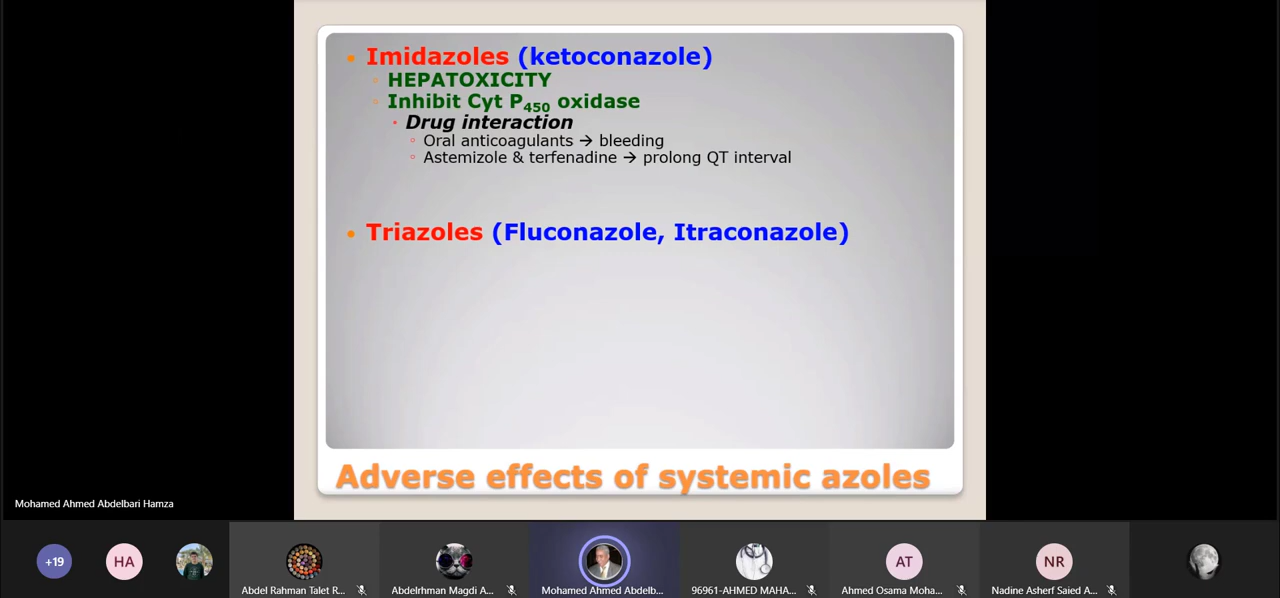 Imidazoles (ketoconazole)
HEPATOXICITY
Inhibit Cyt P450 oxidase
Drug interaction
Oral anticoagulants → bleeding
Astemizole & terfenadine → prolong QT interval
Triazoles (Fluconazole, Itraconazole)
Adverse effects of systemic azoles
Mohamed Ahmed Abdelbari Hamza
+19
HA
AT
NR
Abdel Rahman Talet R...
Abdelrhman Magdi A...
Mohamed Ahmed Abdelb...
96961-AHMED MAHA...
Ahmed Osama Moha...
Nadine Asherf Saied A...